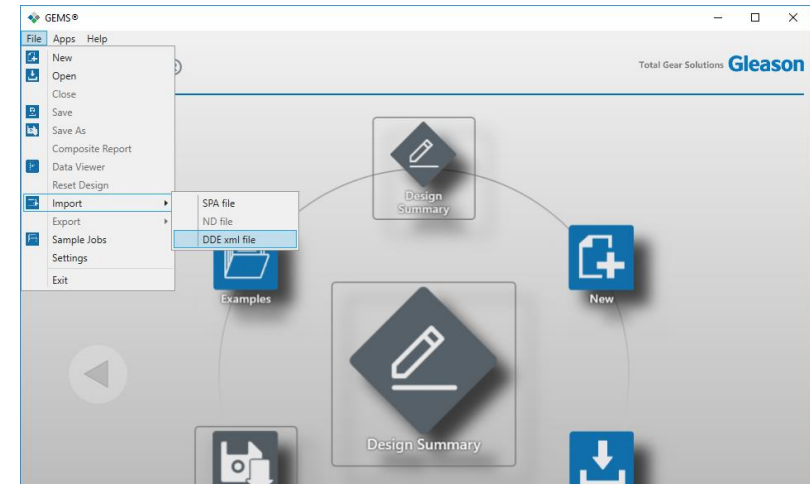 GEMS®
File Apps Help
Total Gear Solutions Gleason
New
Open
Close
Save
Save As
Composite Report
Data Viewer
Reset Design
Import
SPA file
Export
ND file
Sample Jobs
DDE xml file
Settings
Exit
Design
Summary
Examples
New
Design Summary